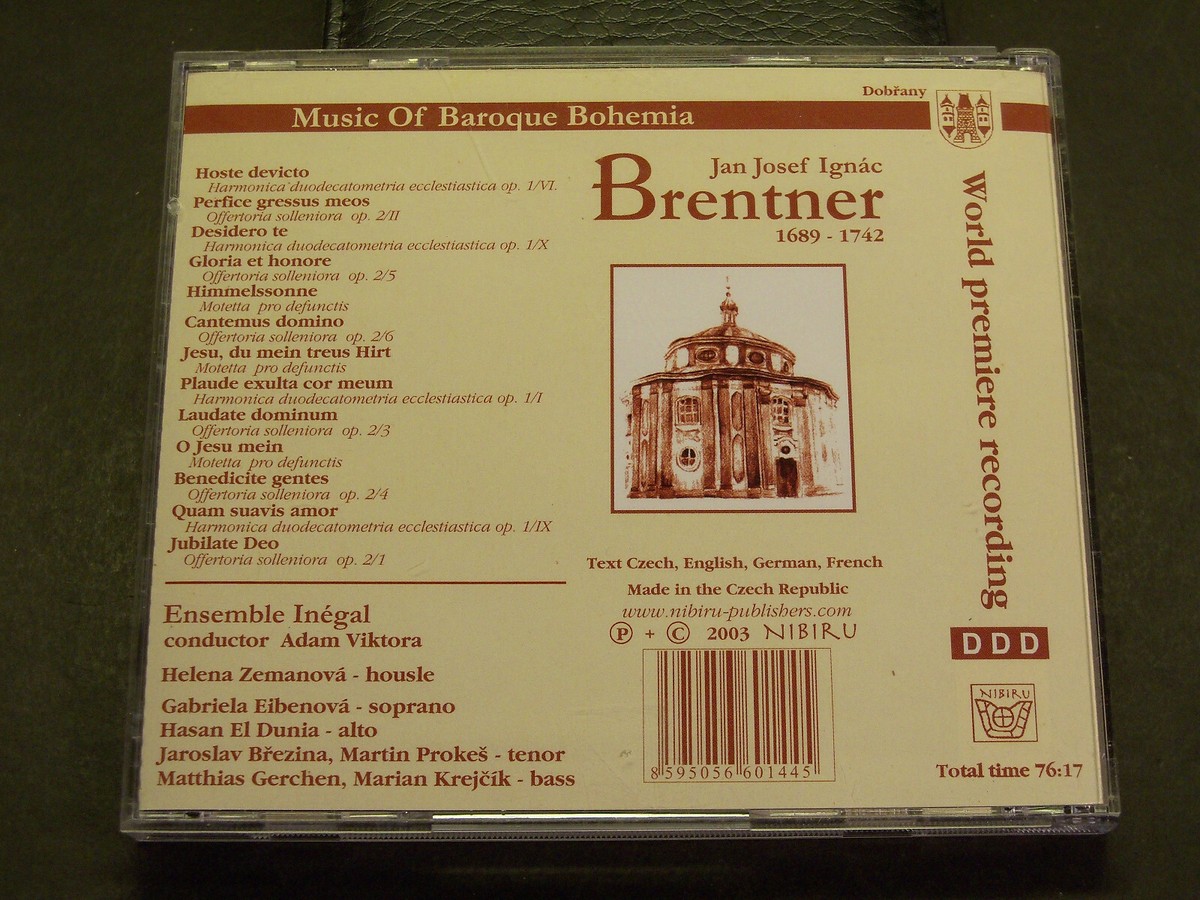 Dobřany
Music Of Baroque Bohemia
Hoste devicto
Harmonica duodecatometria ecclestiastica op. 1/VI.
Perfice gressus meos
Offertoria solleniora op. 2/II
Desidero te
Harmonica duodecatometria ecclestiastica op. 1/X
Gloria et honore
Offertoria solleniora op. 2/5
Himmelssonne
Motetta pro defunctis
Cantemus domino
Offertoria solleniora op. 2/6
Jesu, du mein treus Hirt
Motetta pro defunctis
Plaude exulta cor meum
Harmonica duodecatometria ecclestiastica op. 1/I
Laudate dominum
Offertoria solleniora op. 2/3
O Jesu mein
Motetta pro defunctis
Benedicite gentes
Offertoria solleniora op. 2/4
Quam suavis amor
Harmonica duodecatometria ecclestiastica op. 1/IX
Jubilate Deo
Offertoria solleniora op. 2/1
Ensemble Inégal
conductor Adam Viktora
Helena Zemanová - housle
Gabriela Eibenová - soprano
Hasan El Dunia - alto
Jaroslav Březina, Martin Prokeš - tenor
Matthias Gerchen, Marian Krejčík - bass
Jan Josef Ignác
Brentner
1689 - 1742
Text Czech, English, German, French
Made in the Czech Republic
www.nibiru-publishers.com
Ⓟ + © 2003 NIBIRU
8 595056 601445
World premiere recording
DDD
NIBIRU
Total time 76:17